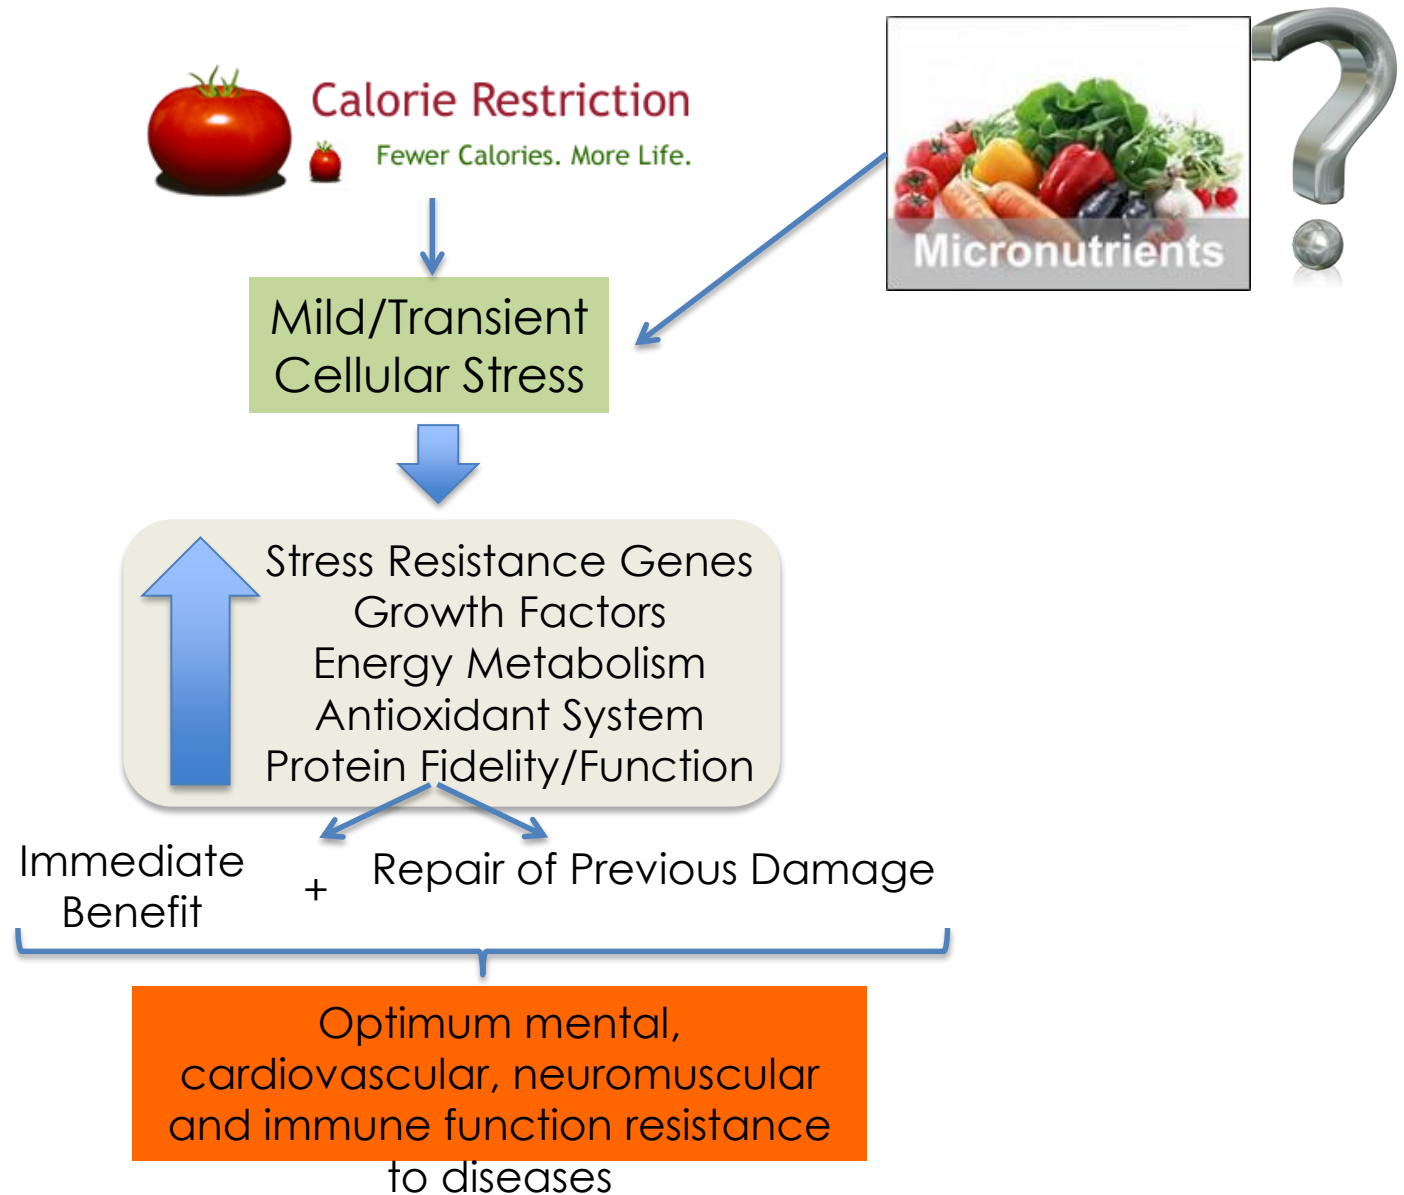 Calorie Restriction
Fewer Calories. More Life.
?
Micronutrients
Mild/Transient
Cellular Stress
Stress Resistance Genes
Growth Factors
Energy Metabolism
Antioxidant System
Protein Fidelity/Function
Immediate
Benefit
+
Repair of Previous Damage
Optimum mental,
cardiovascular, neuromuscular
and immune function resistance
to diseases